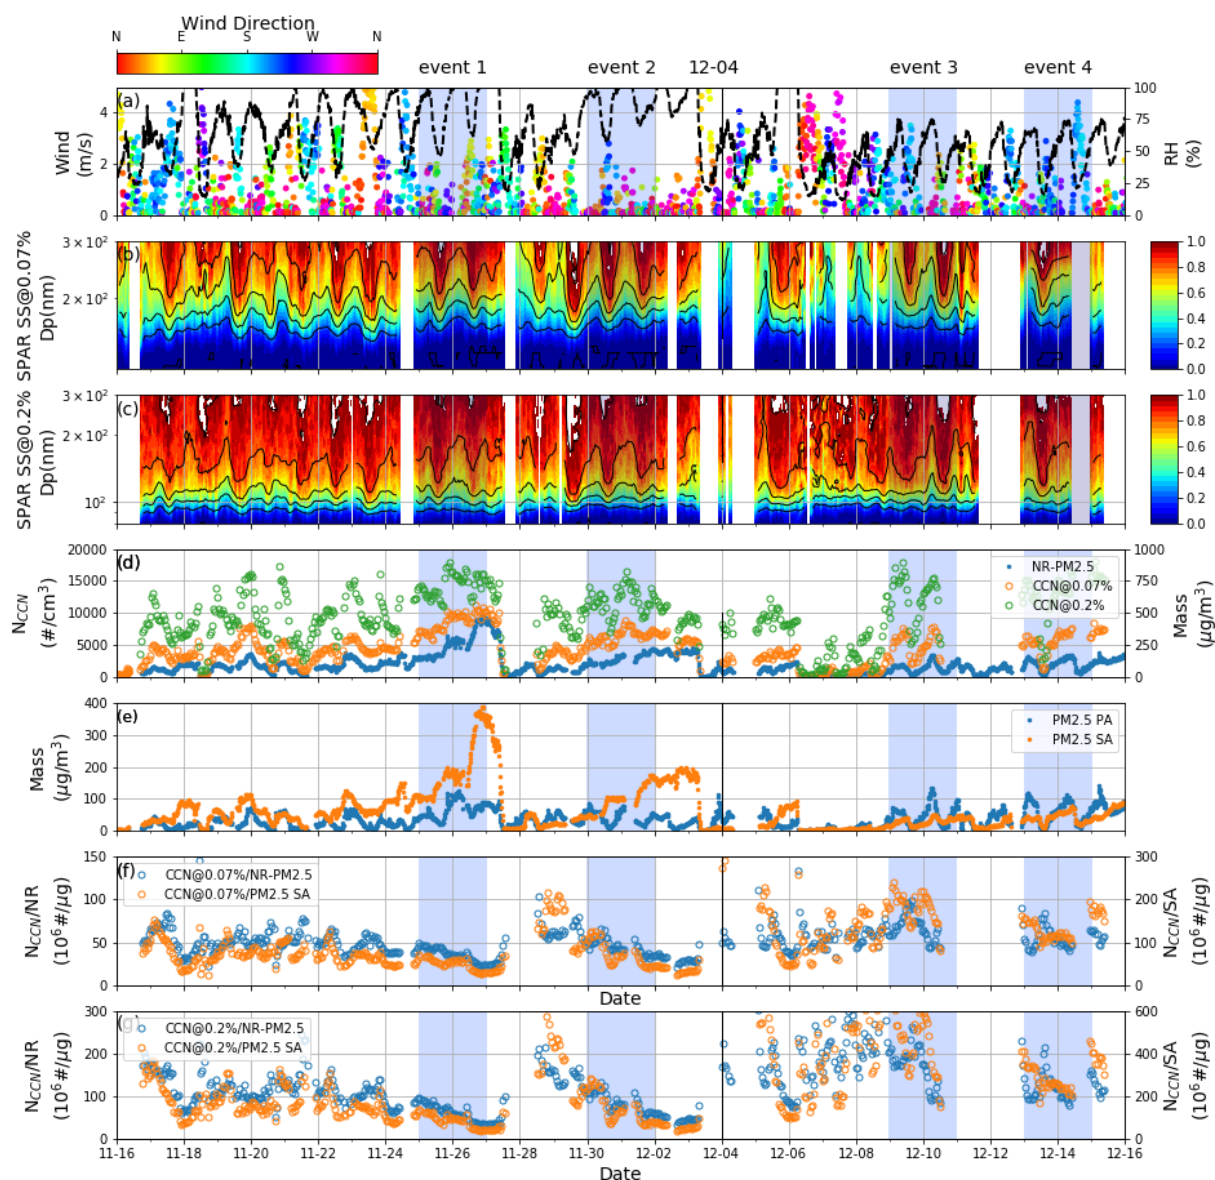 Wind Direction
N E S W N
event 1 event 2 12-04 event 3 event 4
(a)
Wind
(m/s)
4
2
0
100
75
50
25
0
RH
(%)
(b)
SPAR SS@0.07%
Dp(nm)
3 × 10²
2 × 10²
1.0
0.8
0.6
0.4
0.2
0.0
(c)
SPAR SS@0.2%
Dp(nm)
3 × 10²
2 × 10²
10²
1.0
0.8
0.6
0.4
0.2
0.0
(d)
N_CCN
(#/cm³)
20000
15000
10000
5000
0
NR-PM2.5
CCN@0.07%
CCN@0.2%
1000
750
500
250
0
Mass
(μg/m³)
(e)
Mass
(μg/m³)
400
300
200
100
0
PM2.5 PA
PM2.5 SA
(f)
N_CCN/NR
(10⁶ #/μg)
150
100
50
0
CCN@0.07%/NR-PM2.5
CCN@0.07%/PM2.5 SA
300
200
100
0
N_CCN/SA
(10⁶ #/μg)
Date
(g)
N_CCN/NR
(10⁶ #/μg)
300
200
100
0
CCN@0.2%/NR-PM2.5
CCN@0.2%/PM2.5 SA
600
400
200
0
N_CCN/SA
(10⁶ #/μg)
11-16 11-18 11-20 11-22 11-24 11-26 11-28 11-30 12-02 12-04 12-06 12-08 12-10 12-12 12-14 12-16
Date